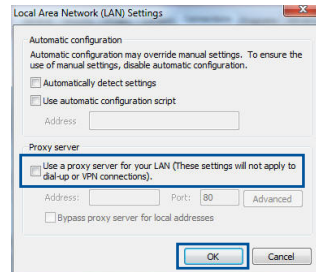 Local Area Network (LAN) Settings
Automatic configuration
Automatic configuration may override manual settings. To ensure the
use of manual settings, disable automatic configuration.
Automatically detect settings
Use automatic configuration script
Address
Proxy server
Use a proxy server for your LAN (These settings will not apply to
dial-up or VPN connections).
Address:
Port:
80
Advanced
Bypass proxy server for local addresses
OK
Cancel